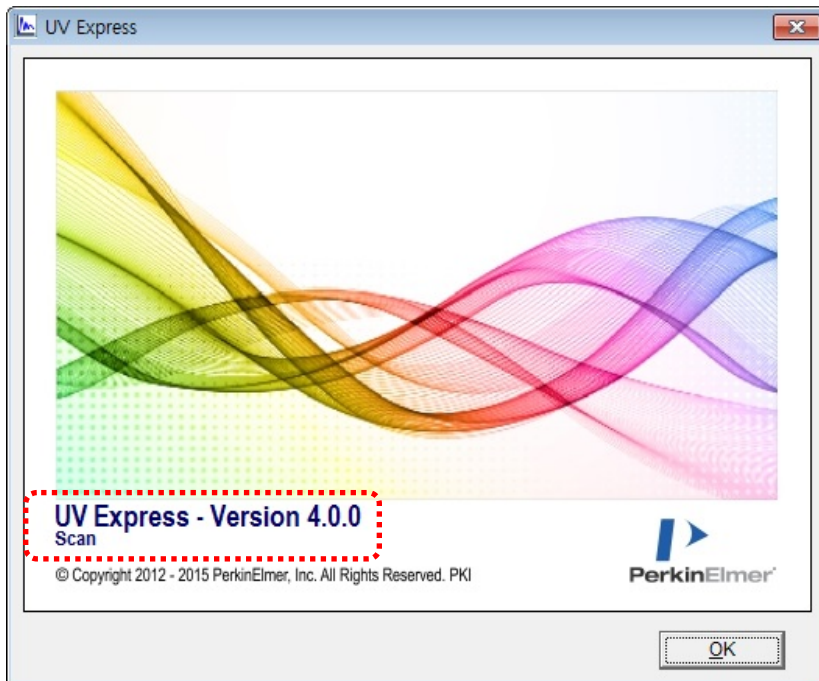 UV Express
UV Express - Version 4.0.0
Scan
© Copyright 2012 - 2015 PerkinElmer, Inc. All Rights Reserved. PKI
PerkinElmer
OK